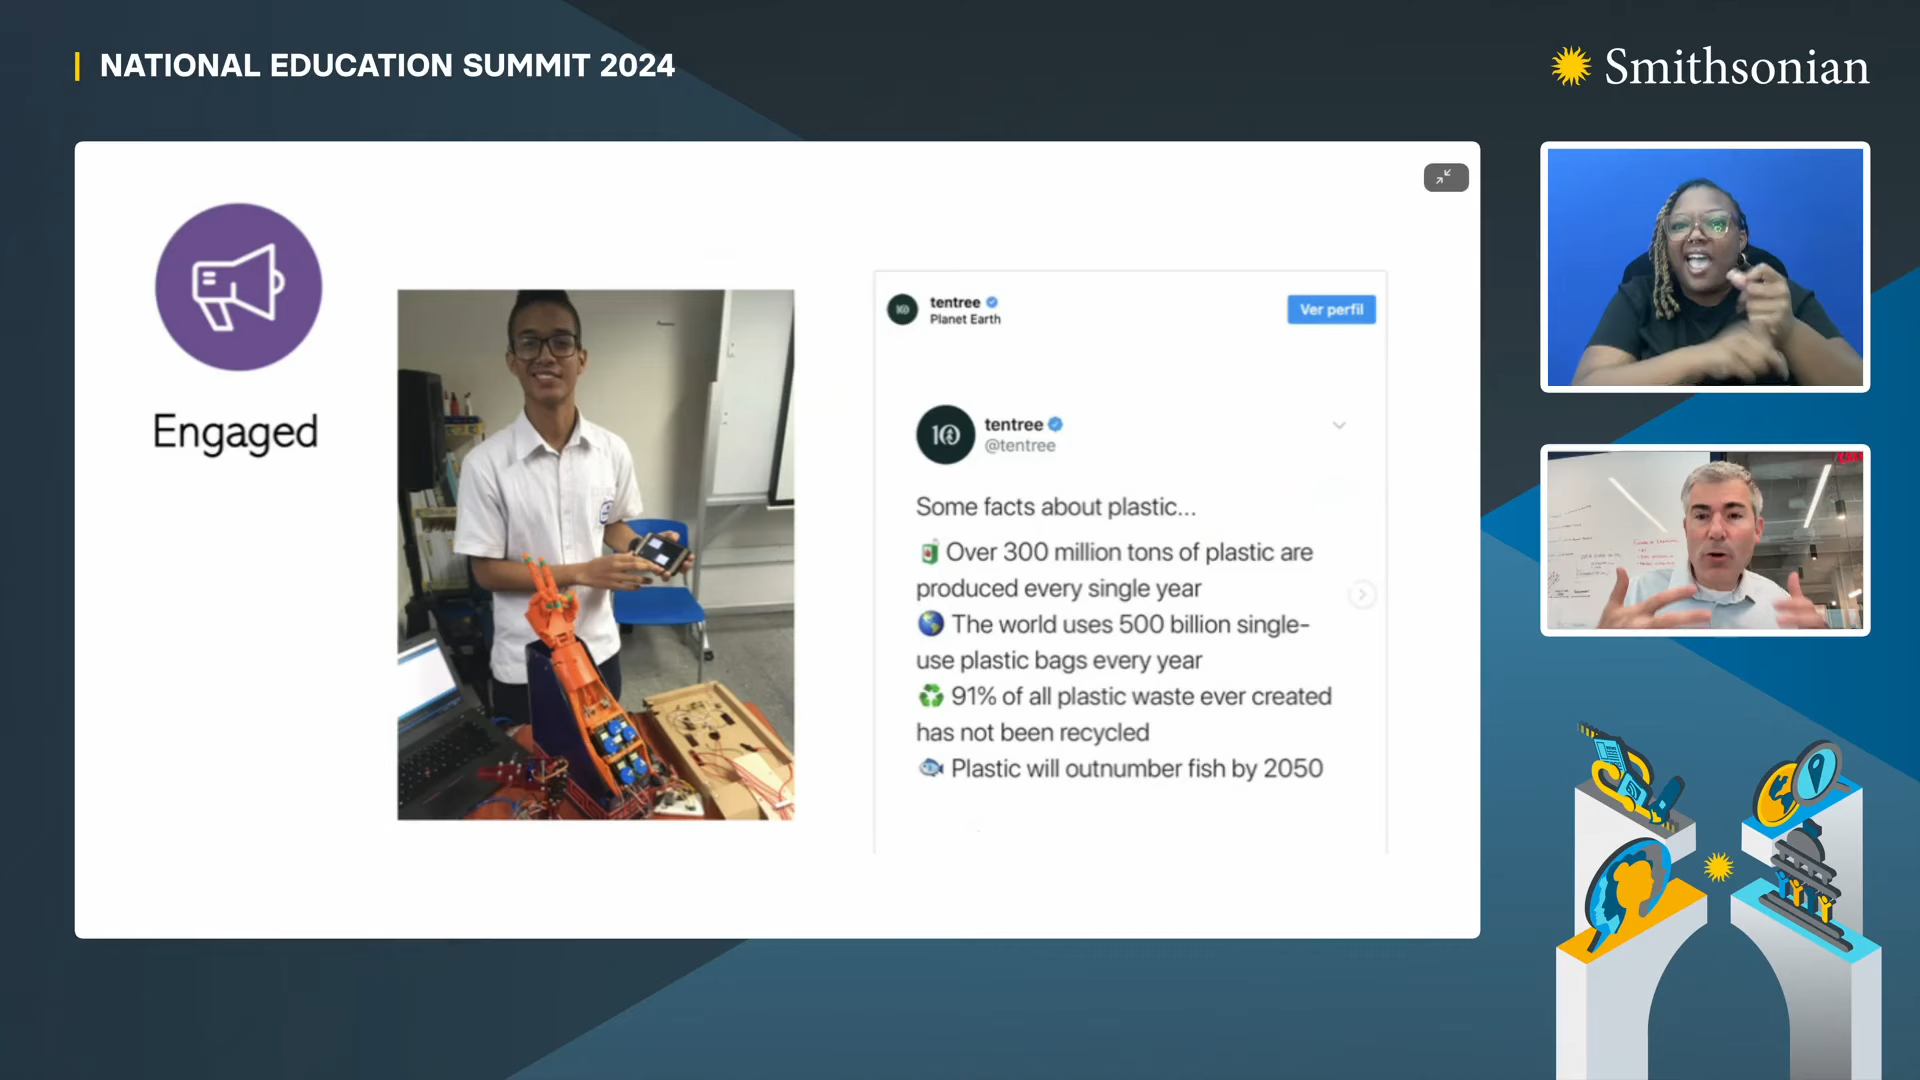 NATIONAL EDUCATION SUMMIT 2024
Smithsonian
Engaged
tentree
Planet Earth
Ver perfil
tentree
@tentree
Some facts about plastic...
Over 300 million tons of plastic are
produced every single year
The world uses 500 billion single-
use plastic bags every year
91% of all plastic waste ever created
has not been recycled
Plastic will outnumber fish by 2050